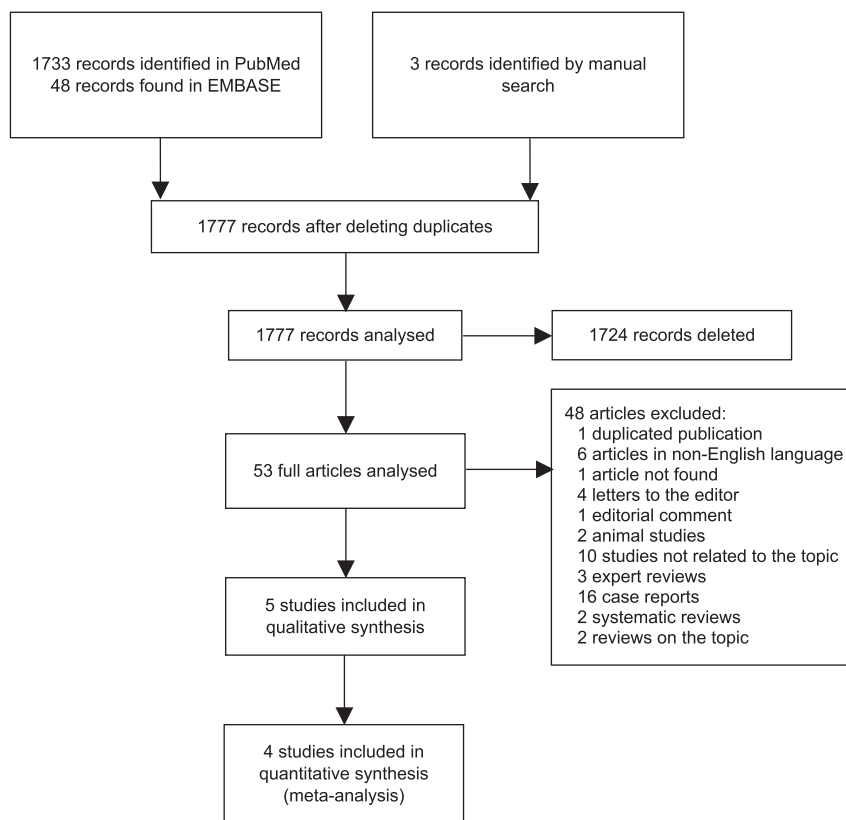 1733 records identified in PubMed
48 records found in EMBASE
3 records identified by manual
search
1777 records after deleting duplicates
1777 records analysed
1724 records deleted
53 full articles analysed
48 articles excluded:
1 duplicated publication
6 articles in non-English language
1 article not found
4 letters to the editor
1 editorial comment
2 animal studies
10 studies not related to the topic
3 expert reviews
16 case reports
2 systematic reviews
2 reviews on the topic
5 studies included in
qualitative synthesis
4 studies included in
quantitative synthesis
(meta-analysis)